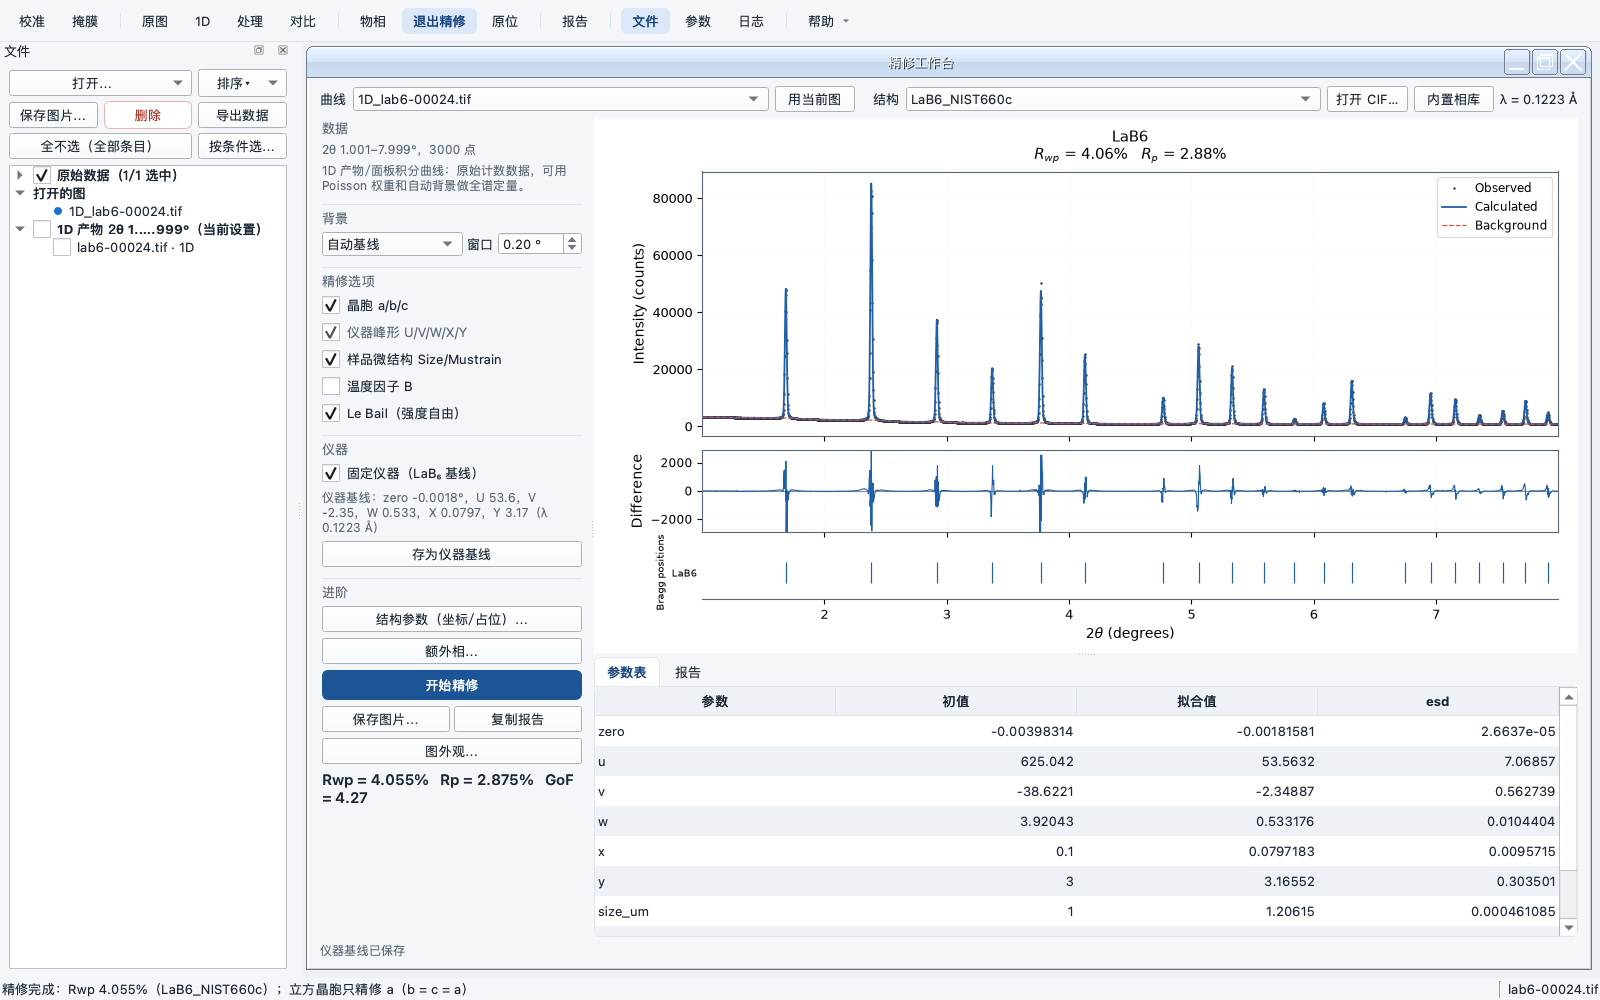 校准 掩膜 原图 1D 处理 对比 物相 退出精修 原位 报告 文件 参数 日志 帮助
文件
打开... 排序
保存图片... 删除 导出数据
全不选（全部条目） 按条件选...
原始数据（1/1 选中）
打开的图
1D_lab6-00024.tif
1D 产物 2θ 1.....999°（当前设置）
lab6-00024.tif · 1D
精修工作台
曲线 1D_lab6-00024.tif 用当前图 结构 LaB6_NIST660c 打开 CIF... 内置相库 λ = 0.1223 Å
数据
2θ 1.001–7.999°，3000 点
1D 产物/面板积分曲线：原始计数数据，可用
Poisson 权重和自动背景做全谱定量。
背景
自动基线 窗口 0.20 °
精修选项
晶胞 a/b/c
仪器峰形 U/V/W/X/Y
样品微结构 Size/Mustrain
温度因子 B
Le Bail（强度自由）
仪器
固定仪器（LaB₆ 基线）
仪器基线：zero -0.0018°，U 53.6，V
-2.35，W 0.533，X 0.0797，Y 3.17（λ
0.1223 Å）
存为仪器基线
进阶
结构参数（坐标/占位）...
额外相...
开始精修
保存图片... 复制报告
图外观...
Rwp = 4.055% Rp = 2.875% GoF
= 4.27
仪器基线已保存
LaB6
Rwp = 4.06% Rp = 2.88%
Observed
Calculated
Background
Intensity (counts)
80000
60000
40000
20000
0
Difference
2000
0
−2000
Bragg positions
LaB6
2 3 4 5 6 7
2θ (degrees)
参数表 报告
参数 初值 拟合值 esd
zero -0.00398314 -0.00181581 2.6637e-05
u 625.042 53.5632 7.06857
v -38.6221 -2.34887 0.562739
w 3.92043 0.533176 0.0104404
x 0.1 0.0797183 0.0095715
y 3 3.16552 0.303501
size_um 1 1.20615 0.000461085
精修完成：Rwp 4.055%（LaB6_NIST660c）；立方晶胞只精修 a（b = c = a） lab6-00024.tif